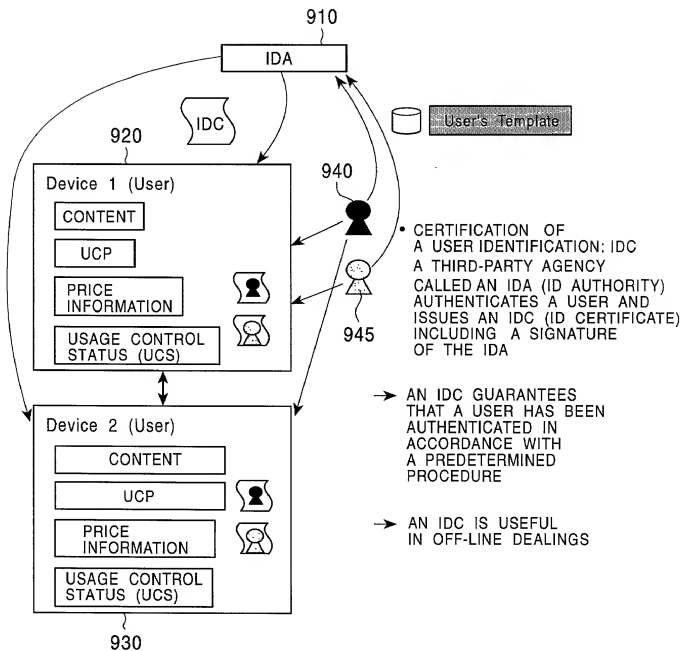 910
IDA
IDC
User's Template
920
Device 1 (User)
CONTENT
UCP
PRICE
INFORMATION
USAGE CONTROL
STATUS (UCS)
940
945
• CERTIFICATION OF
A USER IDENTIFICATION: IDC
A THIRD-PARTY AGENCY
CALLED AN IDA (ID AUTHORITY)
AUTHENTICATES A USER AND
ISSUES AN IDC (ID CERTIFICATE)
INCLUDING A SIGNATURE
OF THE IDA
→ AN IDC GUARANTEES
THAT A USER HAS BEEN
AUTHENTICATED IN
ACCORDANCE WITH
A PREDETERMINED
PROCEDURE
→ AN IDC IS USEFUL
IN OFF-LINE DEALINGS
Device 2 (User)
CONTENT
UCP
PRICE
INFORMATION
USAGE CONTROL
STATUS (UCS)
930